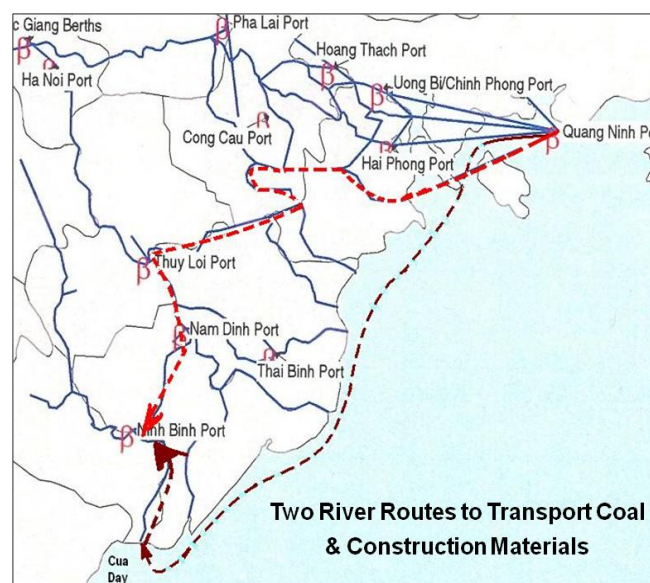 c Giang Berths
Ha Noi Port
Pha Lai Port
Hoang Thach Port
Uong Bi/Chinh Phong Port
Cong Cau Port
Hai Phong Port
Quang Ninh Po
Thuy Loi Port
Nam Dinh Port
Thai Binh Port
Ninh Binh Port
Cua
Day
Two River Routes to Transport Coal
& Construction Materials